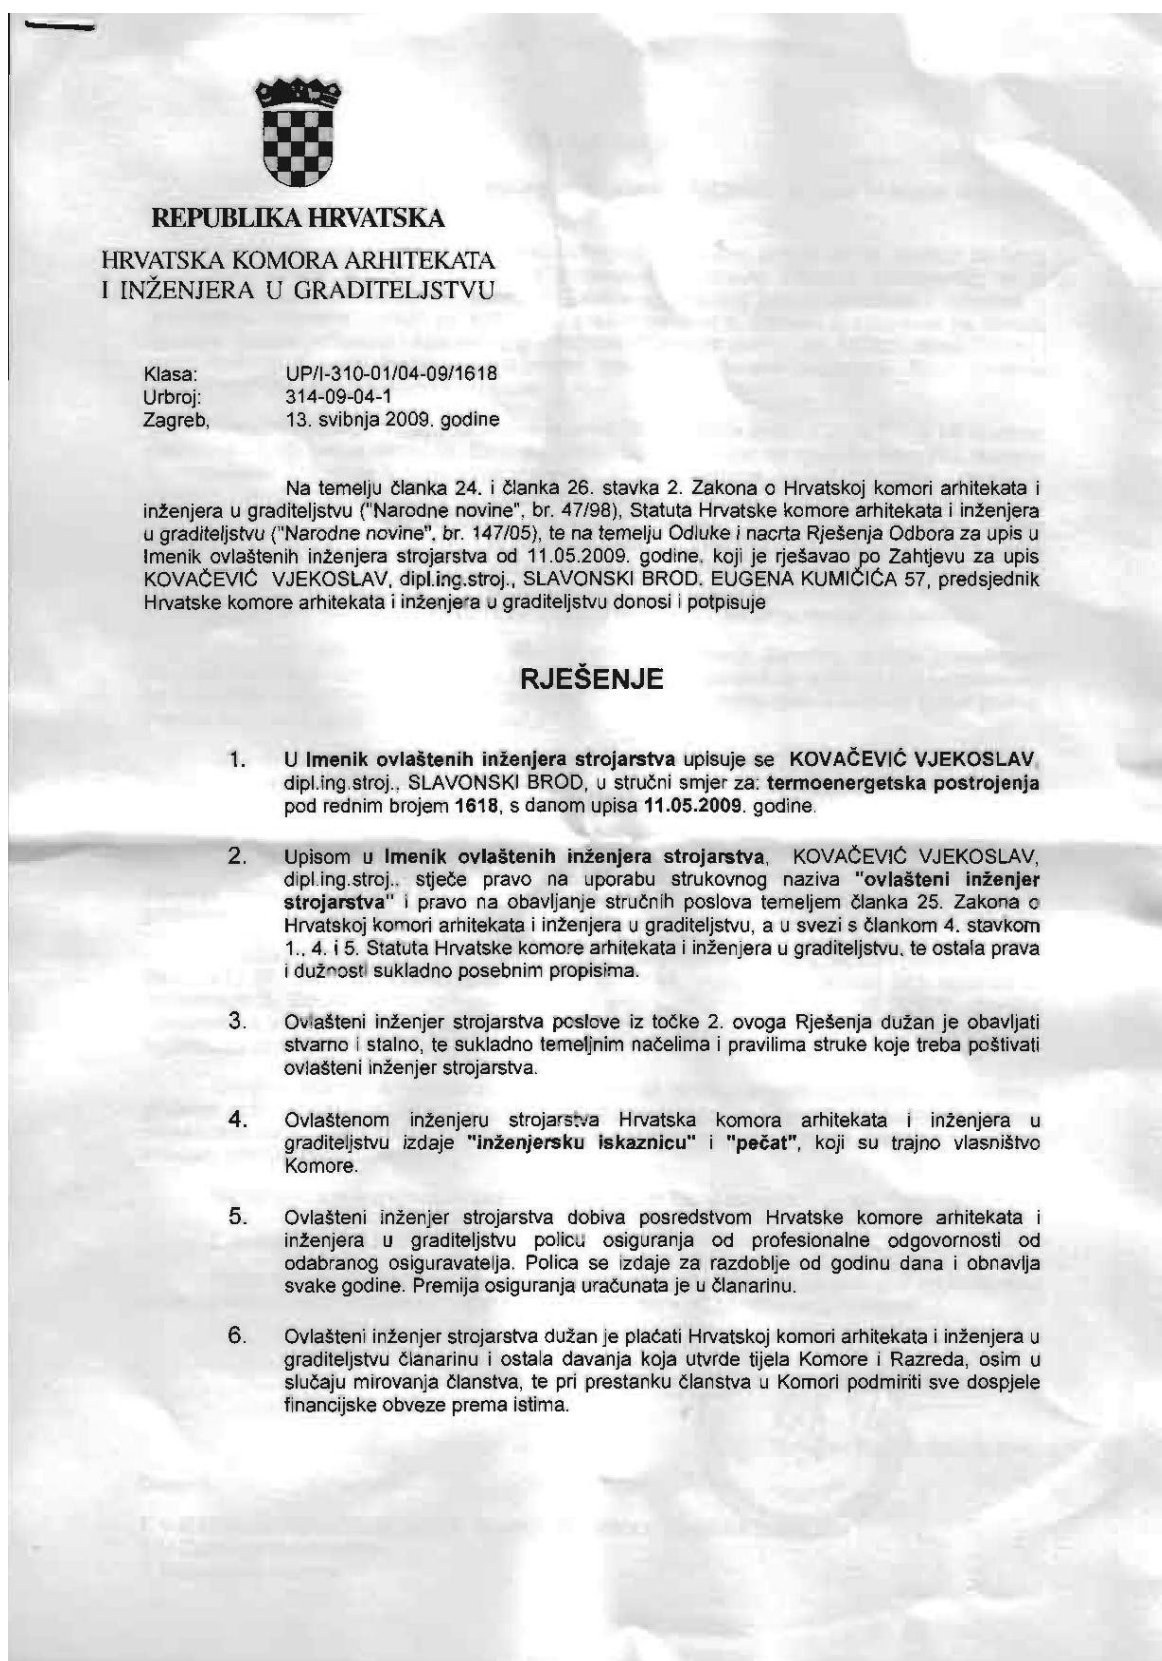 REPUBLIKA HRVATSKA
HRVATSKA KOMORA ARHITEKATA
I INŽENJERA U GRADITELJSTVU
Klasa: UP/I-310-01/04-09/1618
Urbroj: 314-09-04-1
Zagreb, 13. svibnja 2009. godine
Na temelju članka 24. i članka 26. stavka 2. Zakona o Hrvatskoj komori arhitekata i
inženjera u graditeljstvu ("Narodne novine", br. 47/98), Statuta Hrvatske komore arhitekata i inženjera
u graditeljstvu ("Narodne novine", br. 147/05), te na temelju Odluke i nacrta Rješenja Odbora za upis u
Imenik ovlaštenih inženjera strojarstva od 11.05.2009. godine, koji je rješavao po Zahtjevu za upis
KOVAČEVIĆ VJEKOSLAV, dipl.ing.stroj., SLAVONSKI BROD, EUGENA KUMIČIĆA 57, predsjednik
Hrvatske komore arhitekata i inženjera u graditeljstvu donosi i potpisuje
RJEŠENJE
1. U Imenik ovlaštenih inženjera strojarstva upisuje se KOVAČEVIĆ VJEKOSLAV,
dipl.ing.stroj., SLAVONSKI BROD, u stručni smjer za: termoenergetska postrojenja
pod rednim brojem 1618, s danom upisa 11.05.2009. godine.
2. Upisom u Imenik ovlaštenih inženjera strojarstva, KOVAČEVIĆ VJEKOSLAV,
dipl.ing.stroj., stječe pravo na uporabu strukovnog naziva "ovlašteni inženjer
strojarstva" i pravo na obavljanje stručnih poslova temeljem članka 25. Zakona o
Hrvatskoj komori arhitekata i inženjera u graditeljstvu, a u svezi s člankom 4. stavkom
1., 4. i 5. Statuta Hrvatske komore arhitekata i inženjera u graditeljstvu, te ostala prava
i dužnosti sukladno posebnim propisima.
3. Ovlašteni inženjer strojarstva poslove iz točke 2. ovoga Rješenja dužan je obavljati
stvarno i stalno, te sukladno temeljnim načelima i pravilima struke koje treba poštivati
ovlašteni inženjer strojarstva.
4. Ovlaštenom inženjeru strojarstva Hrvatska komora arhitekata i inženjera u
graditeljstvu izdaje "inženjersku iskaznicu" i "pečat", koji su trajno vlasništvo
Komore.
5. Ovlašteni inženjer strojarstva dobiva posredstvom Hrvatske komore arhitekata i
inženjera u graditeljstvu policu osiguranja od profesionalne odgovornosti od
odabranog osiguravatelja. Polica se izdaje za razdoblje od godinu dana i obnavlja
svake godine. Premija osiguranja uračunata je u članarinu.
6. Ovlašteni inženjer strojarstva dužan je plaćati Hrvatskoj komori arhitekata i inženjera u
graditeljstvu članarinu i ostala davanja koja utvrde tijela Komore i Razreda, osim u
slučaju mirovanja članstva, te pri prestanku članstva u Komori podmiriti sve dospjele
financijske obveze prema istima.